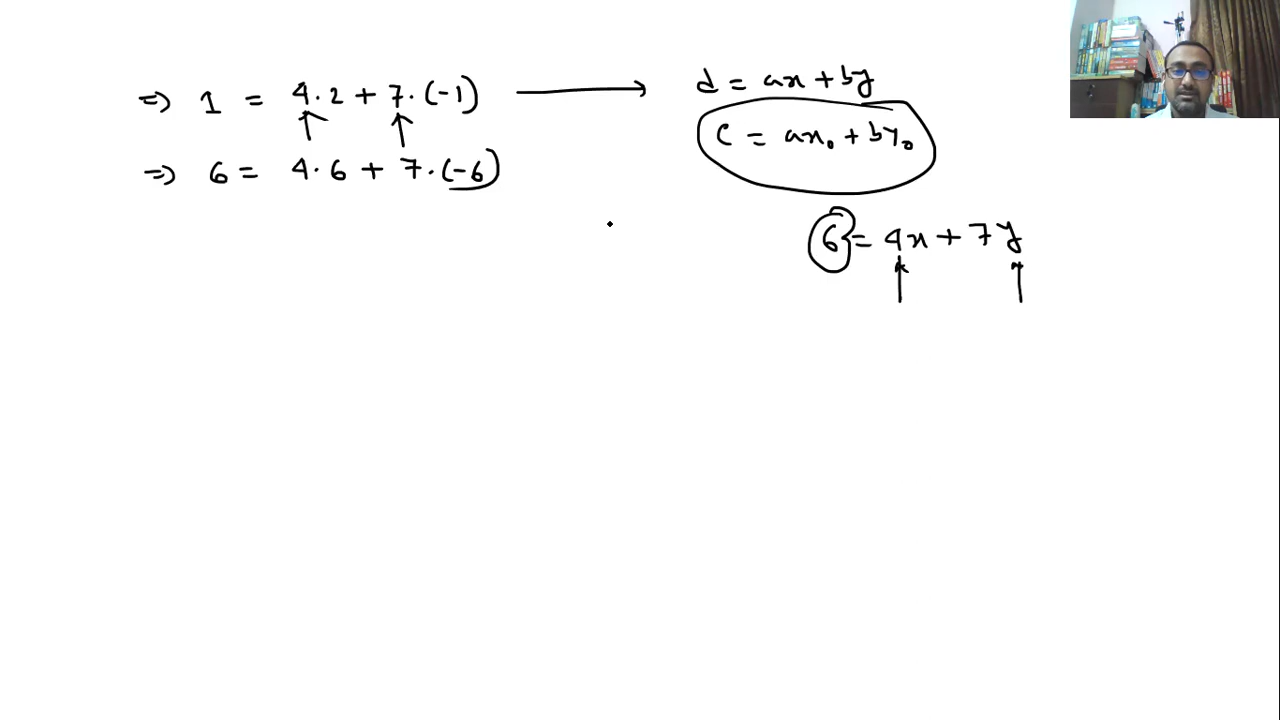 ⇒ 1 = 4·2 + 7·(-1) ⟶ d = ax + by
c = ax₀ + by₀
⇒ 6 = 4·6 + 7·(-6)
6 = 4x + 7y